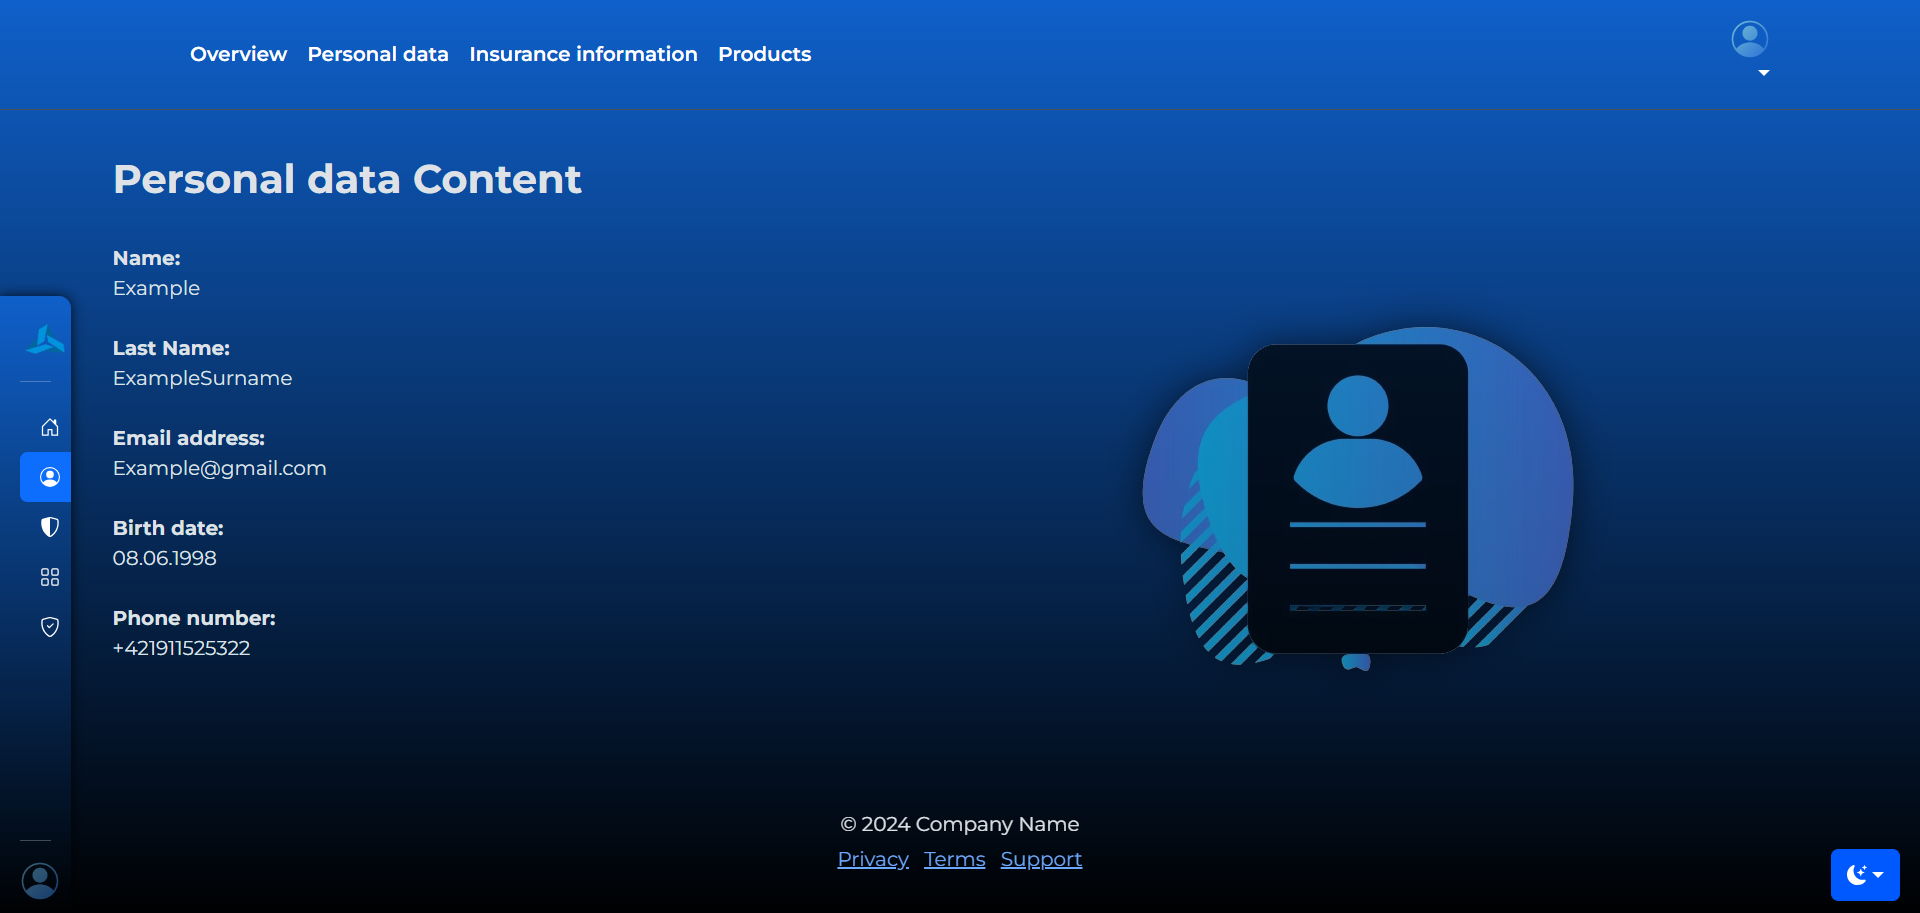 Overview Personal data Insurance information Products
Personal data Content
Name:
Example
Last Name:
ExampleSurname
Email address:
Example@gmail.com
Birth date:
08.06.1998
Phone number:
+421911525322
© 2024 Company Name
Privacy Terms Support